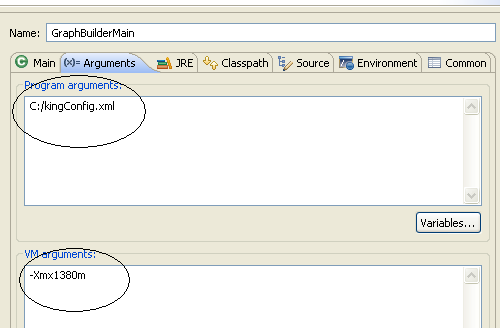 Name: GraphBuilderMain
Main (x)= Arguments JRE Classpath Source Environment Common
Program arguments:
C:/kingConfig.xml
Variables...
VM arguments:
-Xmx1380m